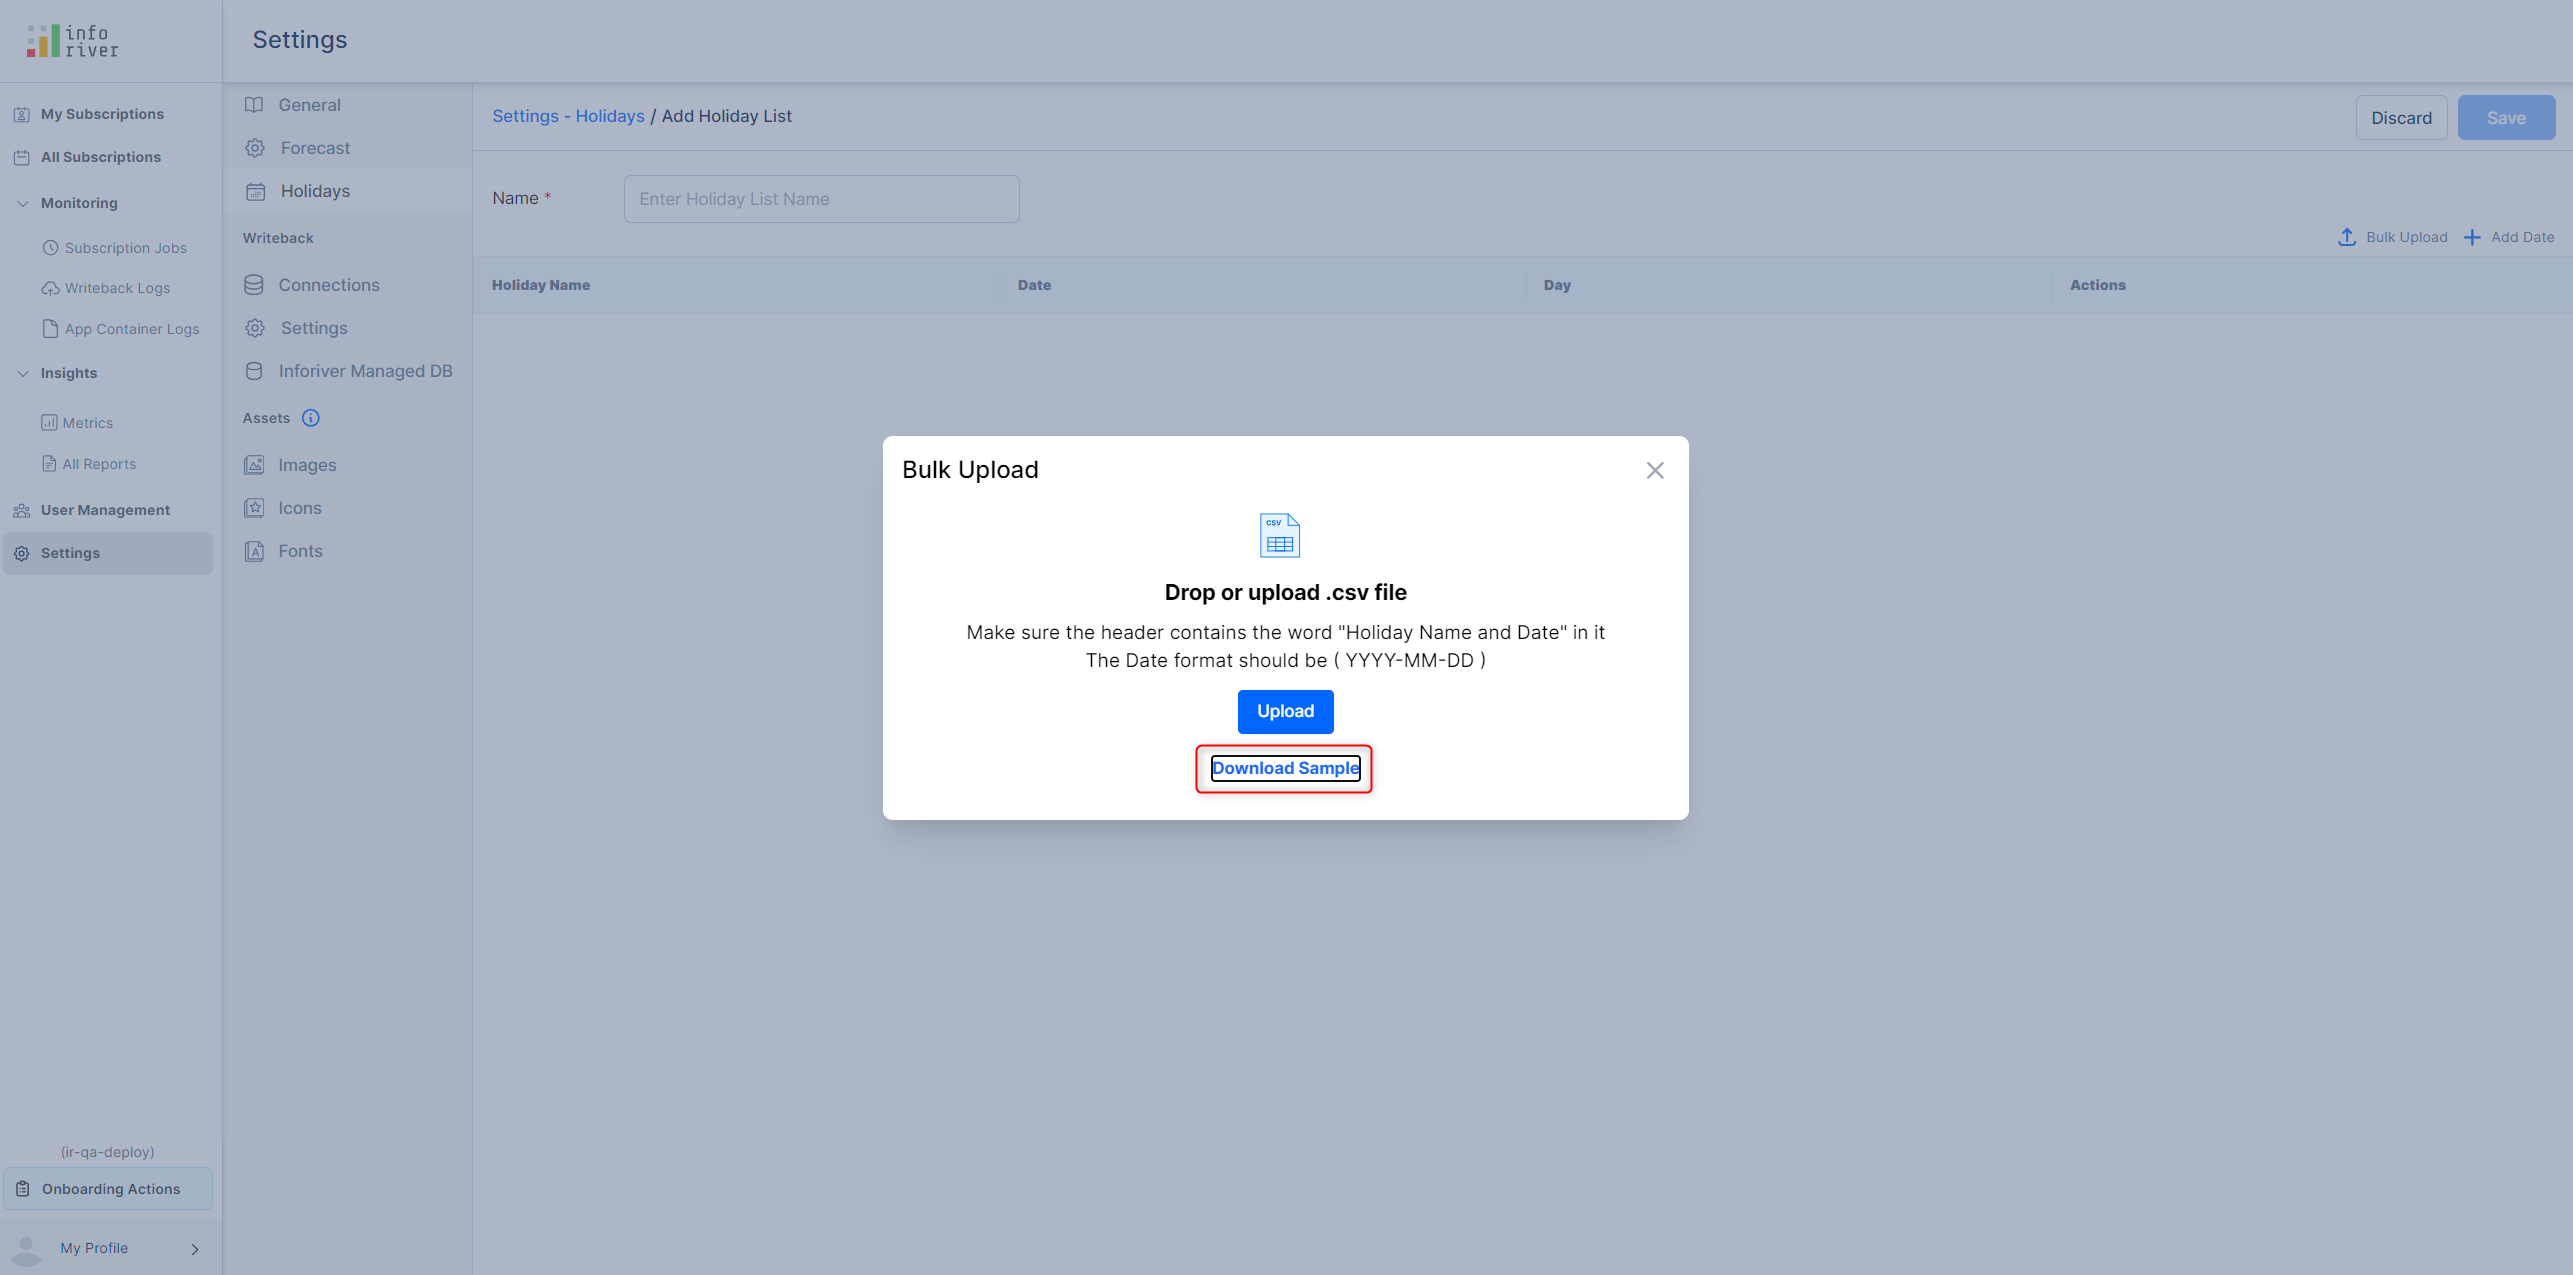 info
river
Settings
My Subscriptions
All Subscriptions
Monitoring
Subscription Jobs
Writeback Logs
App Container Logs
Insights
Metrics
All Reports
User Management
Settings
(ir-qa-deploy)
Onboarding Actions
My Profile
General
Forecast
Holidays
Writeback
Connections
Settings
Inforiver Managed DB
Assets
Images
Icons
Fonts
Settings - Holidays / Add Holiday List
Discard
Save
Name *
Enter Holiday List Name
Bulk Upload
Add Date
Holiday Name
Date
Day
Actions
Bulk Upload
CSV
Drop or upload .csv file
Make sure the header contains the word "Holiday Name and Date" in it
The Date format should be ( YYYY-MM-DD )
Upload
Download Sample